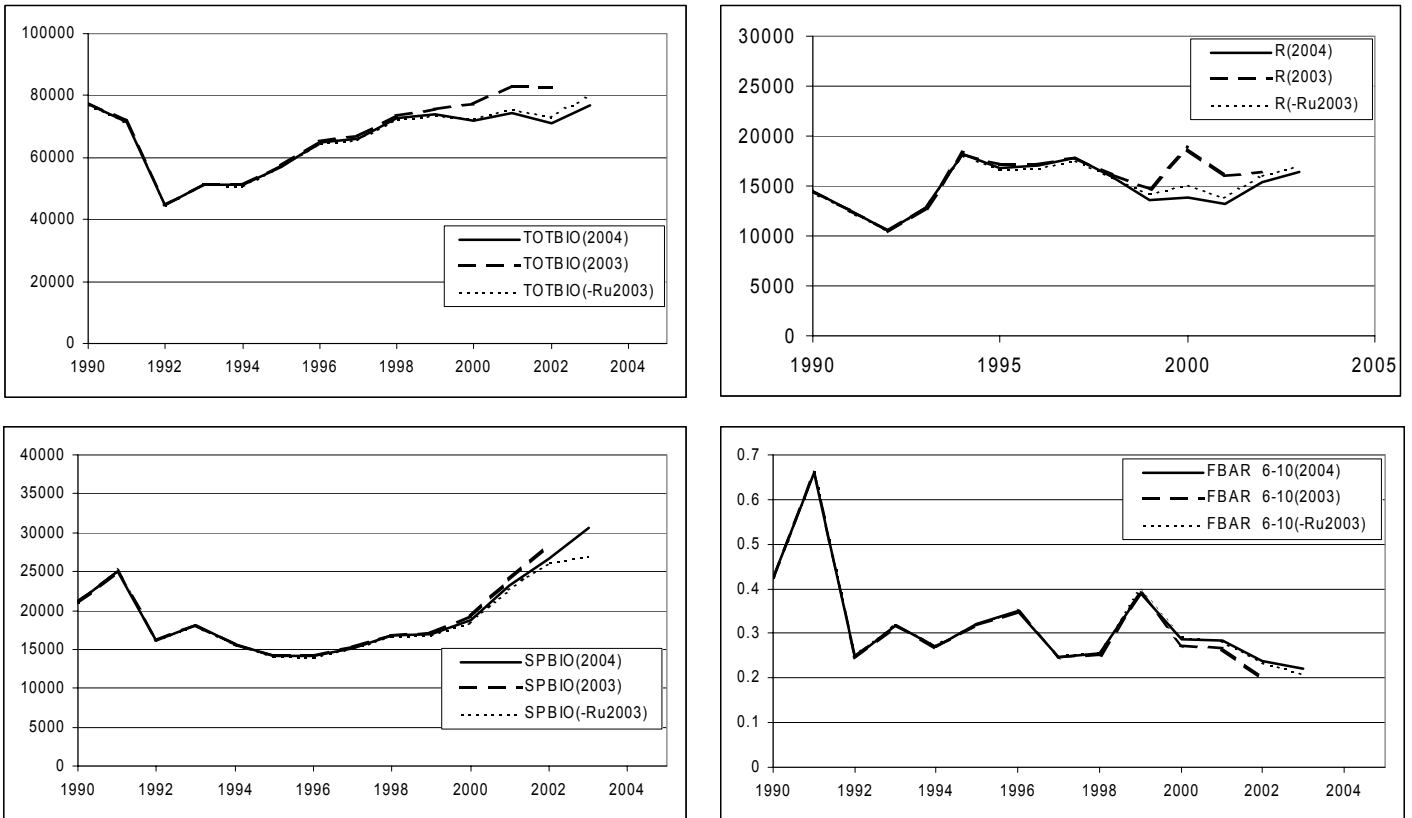 100000
80000
60000
40000
20000
0
TOTBIO(2004)
TOTBIO(2003)
TOTBIO(-Ru2003)
1990 1992 1994 1996 1998 2000 2002 2004
30000
25000
20000
15000
10000
5000
0
R(2004)
R(2003)
R(-Ru2003)
1990 1995 2000 2005
40000
35000
30000
25000
20000
15000
10000
5000
0
SPBIO(2004)
SPBIO(2003)
SPBIO(-Ru2003)
1990 1992 1994 1996 1998 2000 2002 2004
0.7
0.6
0.5
0.4
0.3
0.2
0.1
0
FBAR 6-10(2004)
FBAR 6-10(2003)
FBAR 6-10(-Ru2003)
1990 1992 1994 1996 1998 2000 2002 2004